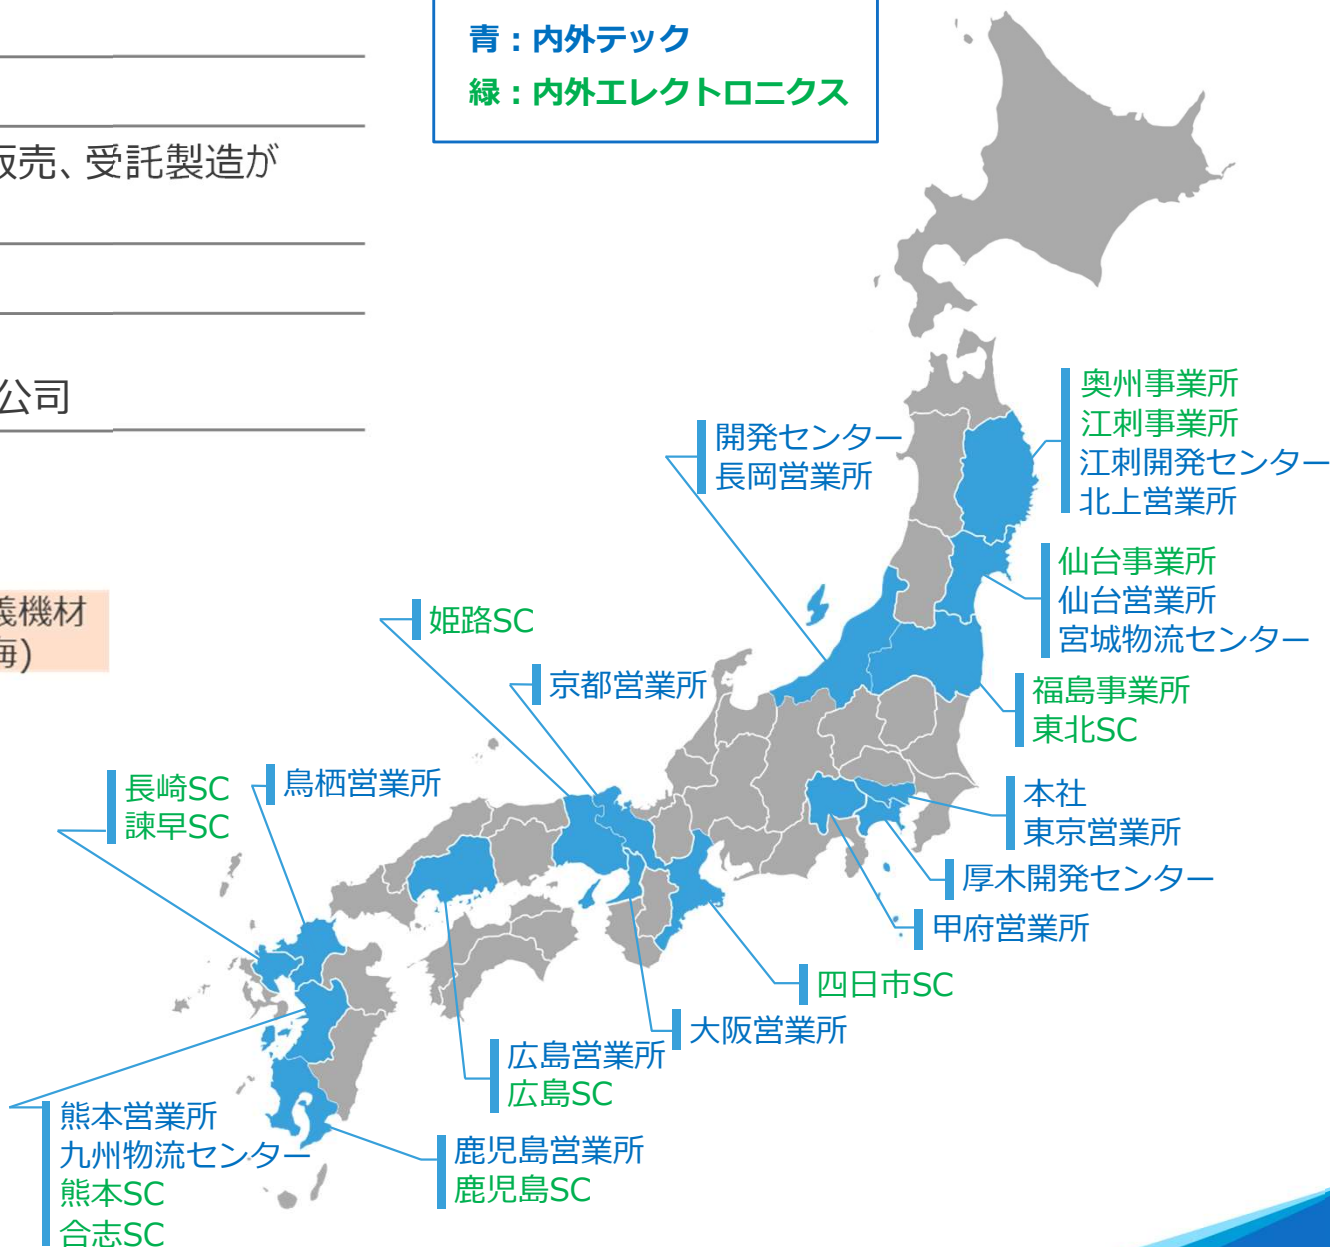 青：内外テック
緑：内外エレクトロニクス
販売、受託製造が
公司
義機材
海)
奥州事業所
江刺事業所
江刺開発センター
北上営業所
開発センター
長岡営業所
仙台事業所
仙台営業所
宮城物流センター
姫路SC
京都営業所
福島事業所
東北SC
長崎SC
諫早SC
鳥栖営業所
本社
東京営業所
厚木開発センター
甲府営業所
四日市SC
大阪営業所
広島営業所
広島SC
熊本営業所
九州物流センター
熊本SC
合志SC
鹿児島営業所
鹿児島SC